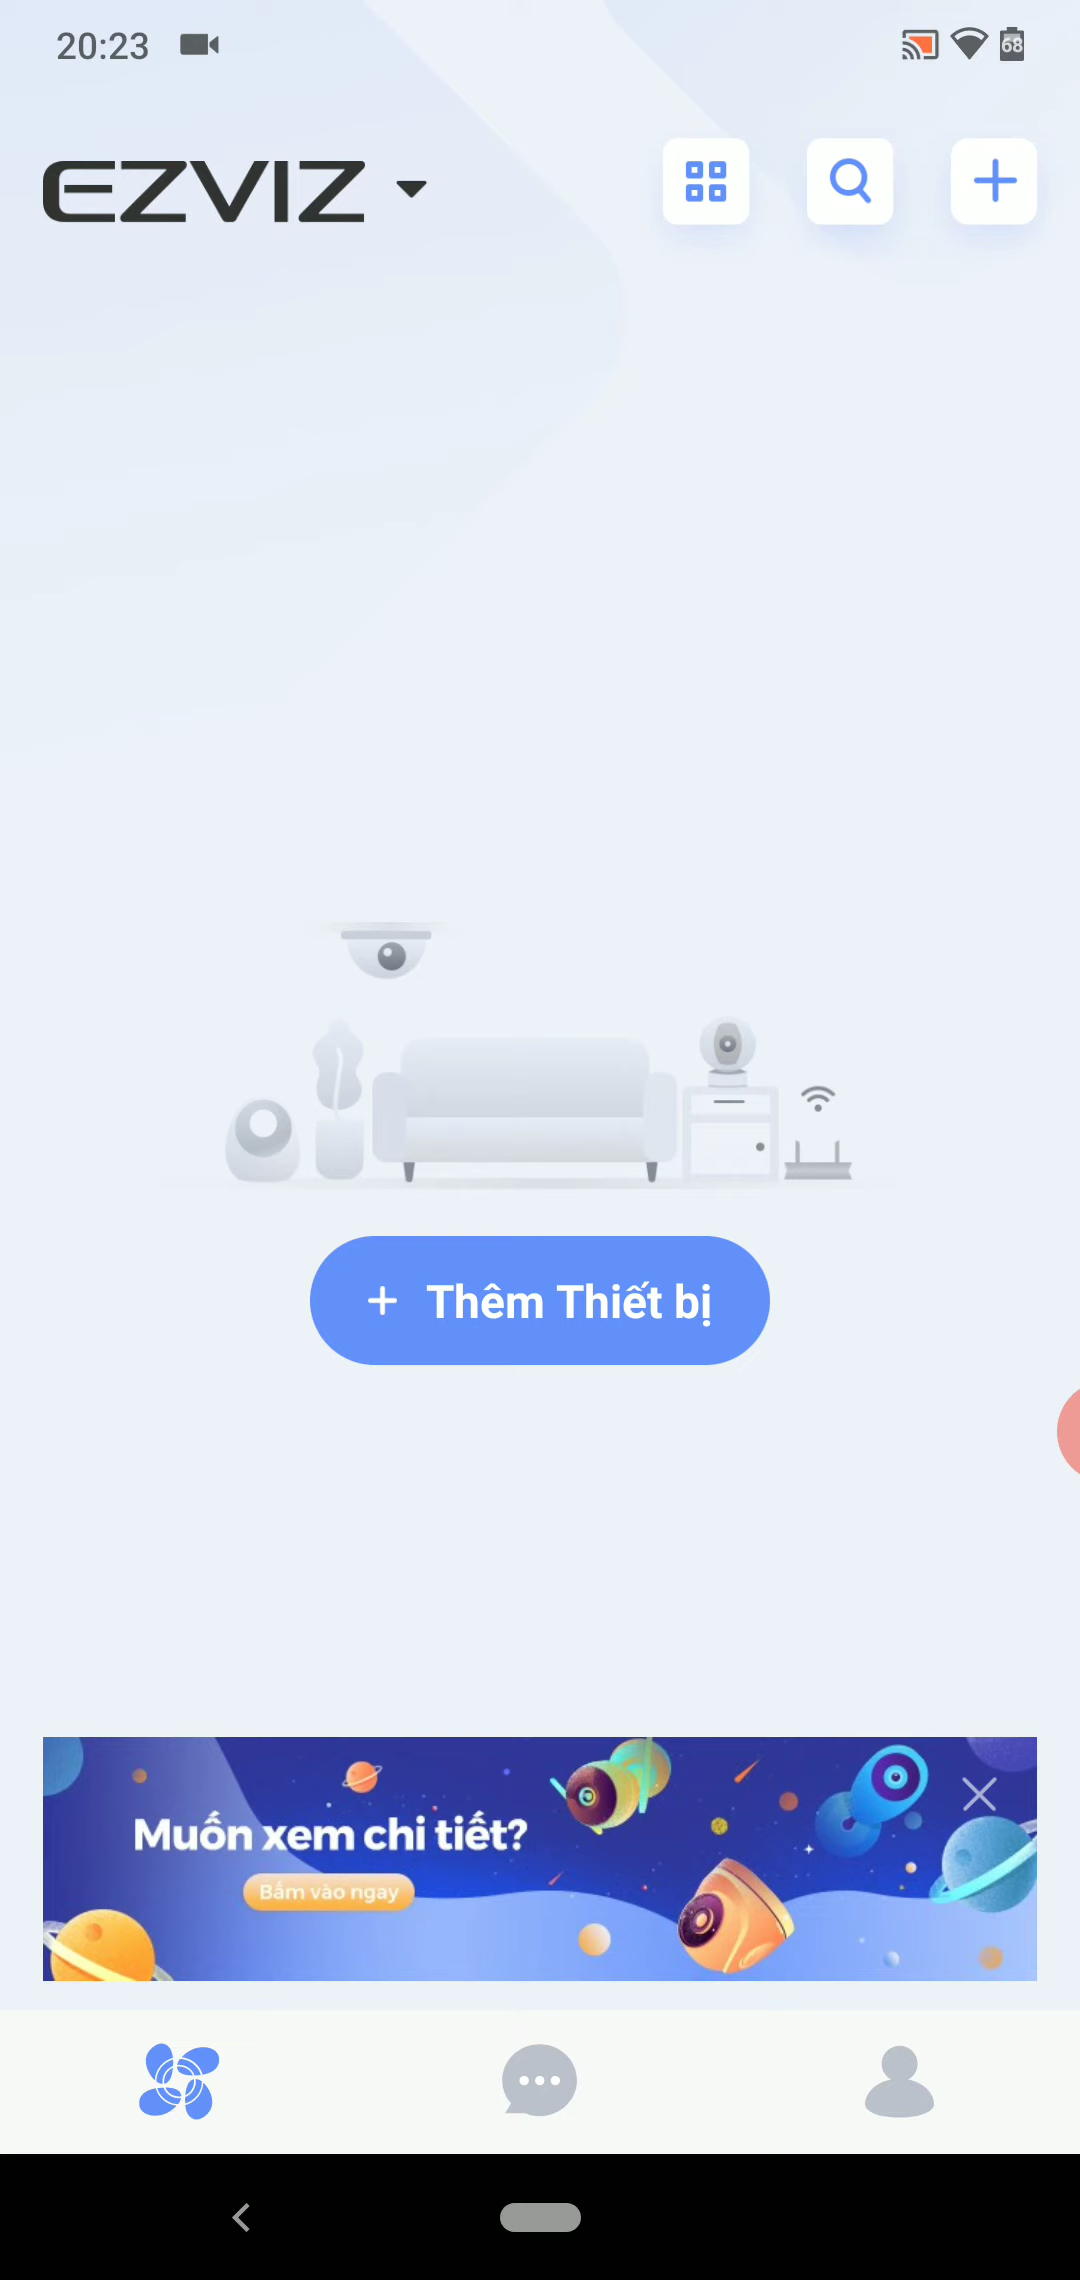 20:23
68
EZVIZ
Thêm Thiết bị
Muốn xem chi tiết?
Bấm vào ngay